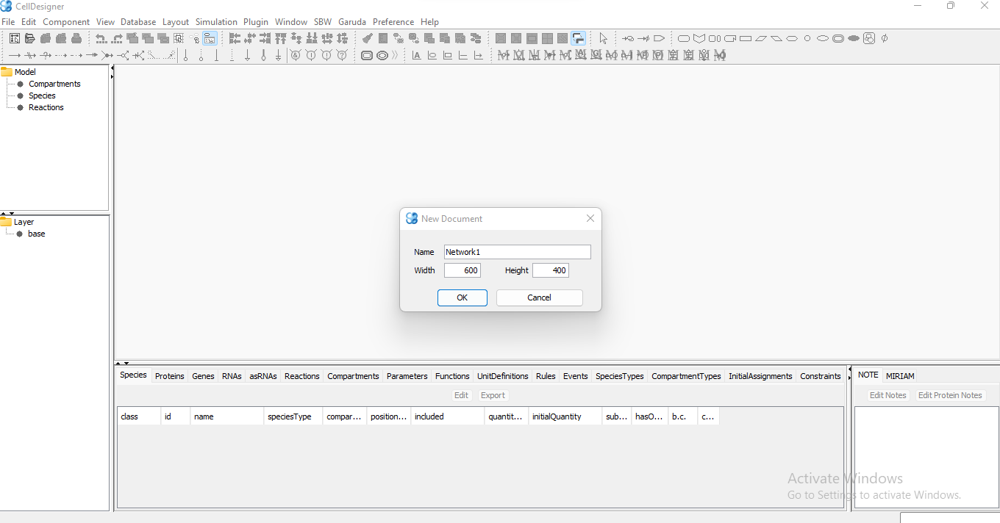 CellDesigner
File Edit Component View Database Layout Simulation Plugin Window SBW Garuda Preference Help
Model
Compartments
Species
Reactions
Layer
base
New Document
Name Network1
Width 600 Height 400
OK Cancel
Species Proteins Genes RNAs asRNAs Reactions Compartments Parameters Functions UnitDefinitions Rules Events SpeciesTypes CompartmentTypes InitialAssignments Constraints
Edit Export
class id name speciesType compar... position... included quantit... initialQuantity sub... hasO... b.c. c...
NOTE MIRIAM
Edit Notes Edit Protein Notes
Activate Windows
Go to Settings to activate Windows.